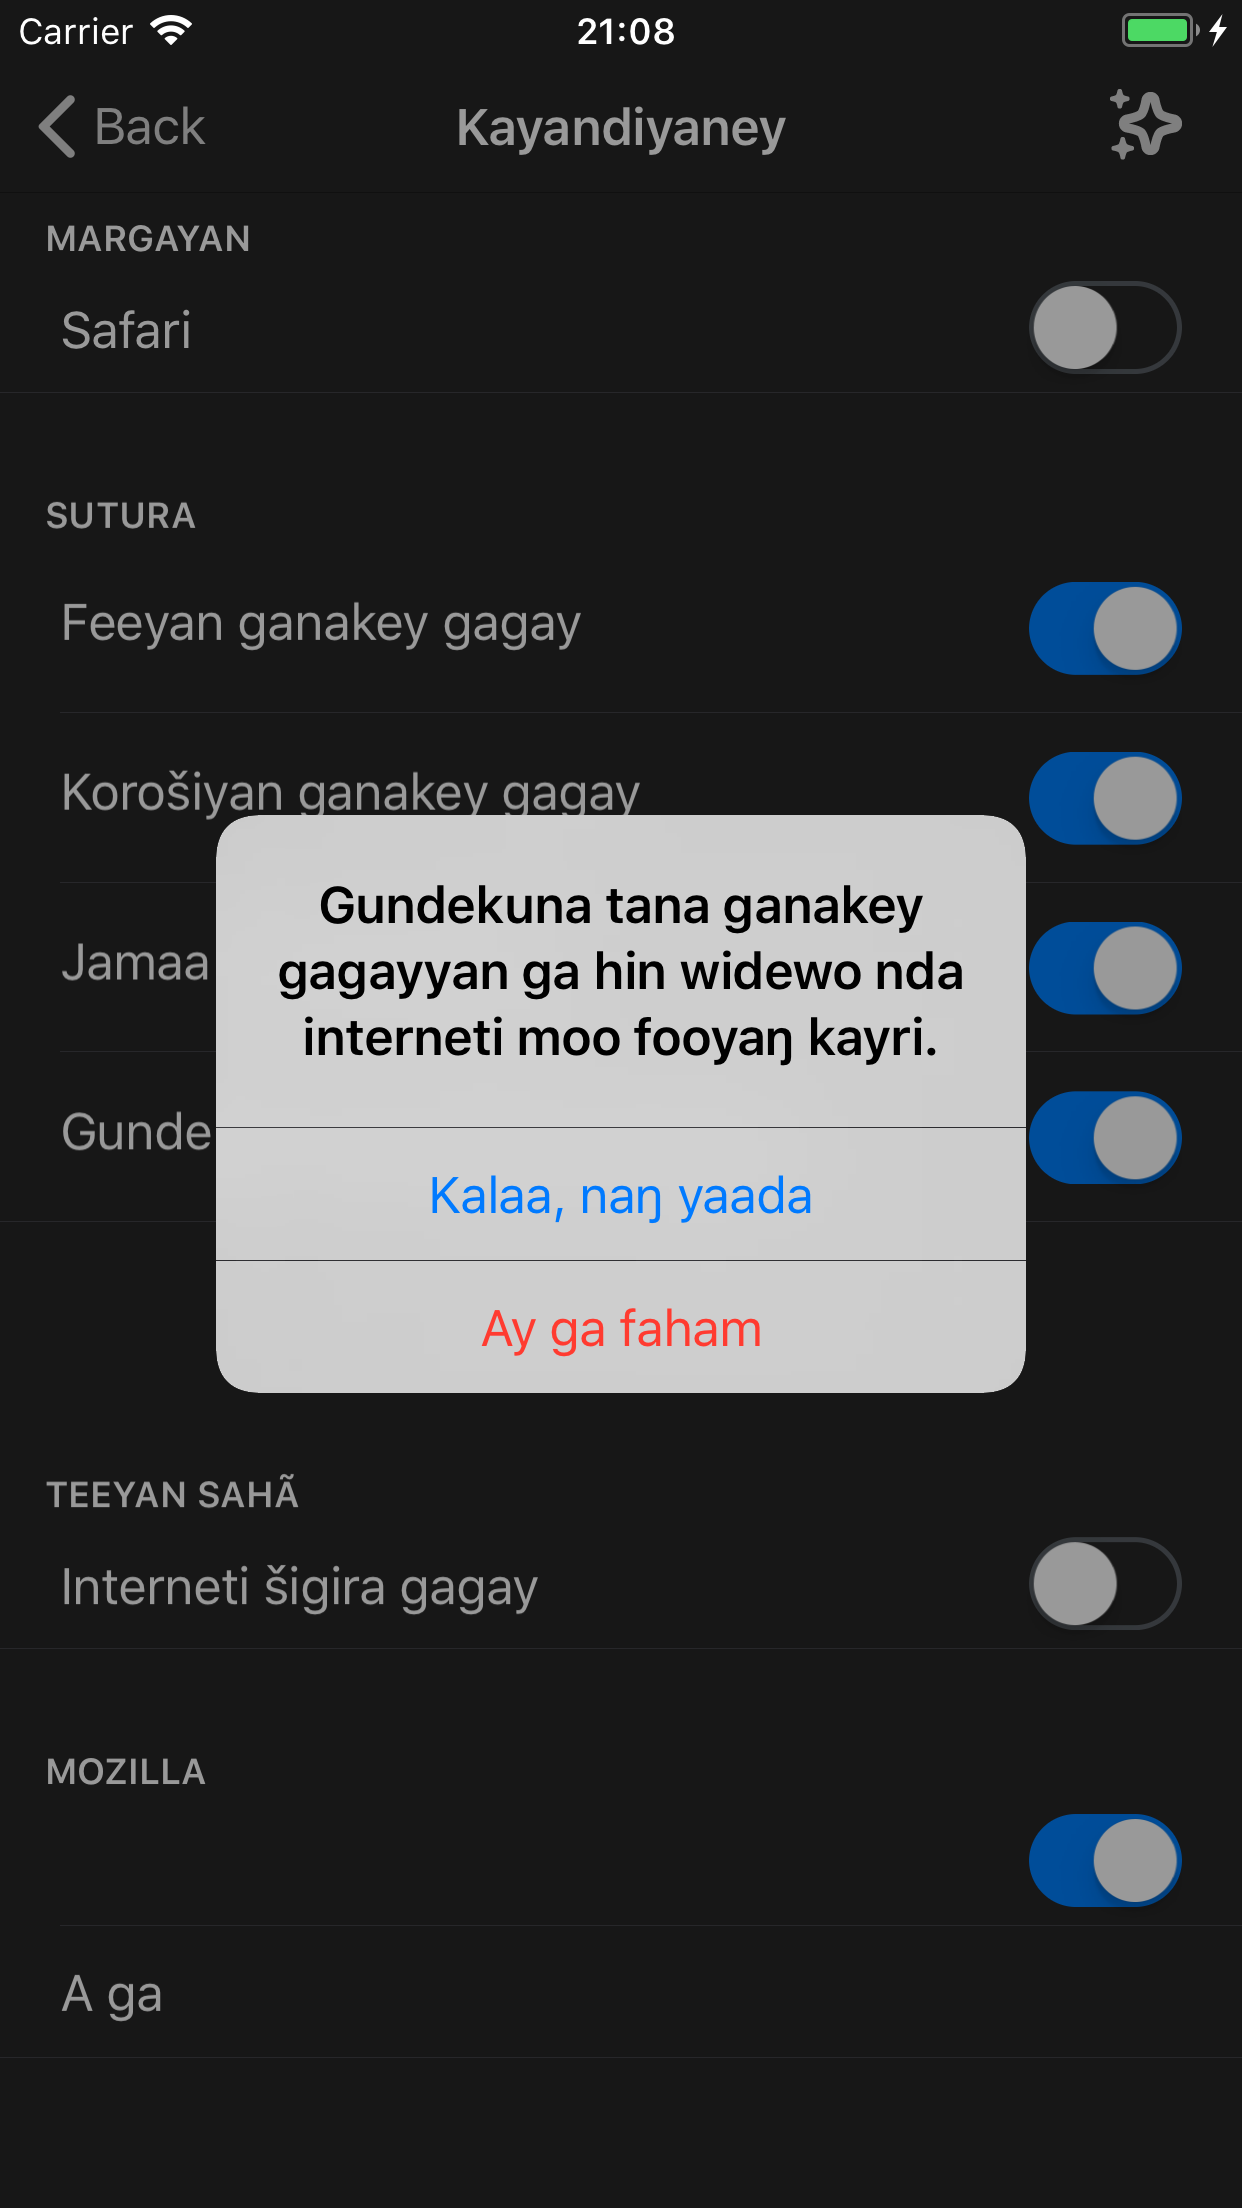 Carrier
21:08
Back
Kayandiyaney
MARGAYAN
Safari
SUTURA
Feeyan ganakey gagay
Korošiyan ganakey gagay
Jamaa
Gunde
Gundekuna tana ganakey
gagayyan ga hin widewo nda
interneti moo fooyaŋ kayri.
Kalaa, naŋ yaada
Ay ga faham
TEEYAN SAHÃ
Interneti šigira gagay
MOZILLA
A ga